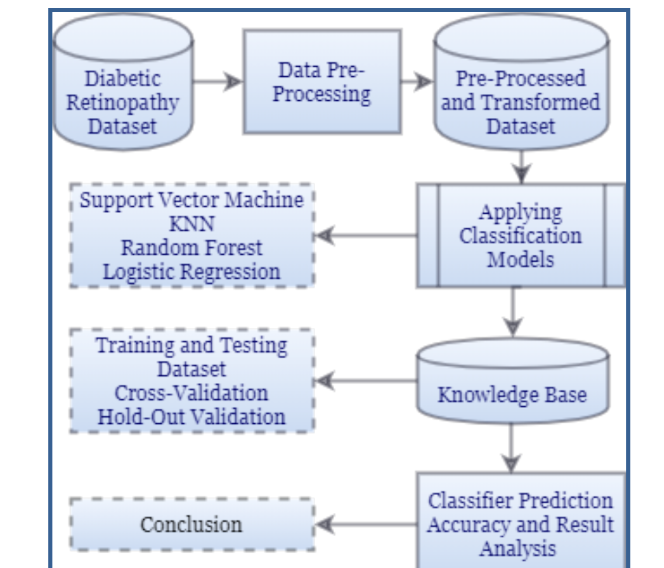 Diabetic
Retinopathy
Dataset
Data Pre-
Processing
Pre-Processed
and Transformed
Dataset
Support Vector Machine
KNN
Random Forest
Logistic Regression
Applying
Classification
Models
Training and Testing
Dataset
Cross-Validation
Hold-Out Validation
Knowledge Base
Conclusion
Classifier Prediction
Accuracy and Result
Analysis